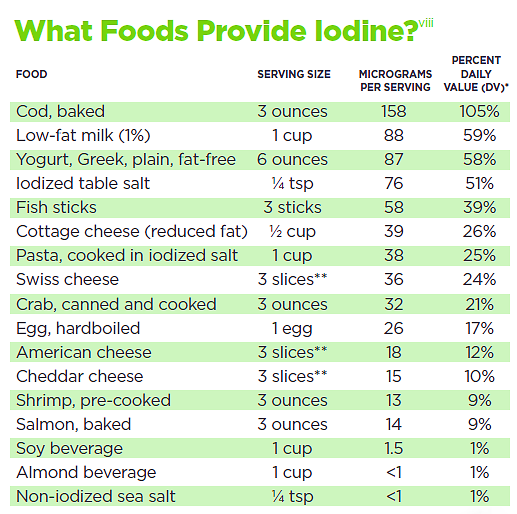 What Foods Provide Iodine?viii
FOOD SERVING SIZE MICROGRAMS PER SERVING PERCENT DAILY VALUE (DV)*
Cod, baked 3 ounces 158 105%
Low-fat milk (1%) 1 cup 88 59%
Yogurt, Greek, plain, fat-free 6 ounces 87 58%
Iodized table salt ¼ tsp 76 51%
Fish sticks 3 sticks 58 39%
Cottage cheese (reduced fat) ½ cup 39 26%
Pasta, cooked in iodized salt 1 cup 38 25%
Swiss cheese 3 slices** 36 24%
Crab, canned and cooked 3 ounces 32 21%
Egg, hardboiled 1 egg 26 17%
American cheese 3 slices** 18 12%
Cheddar cheese 3 slices** 15 10%
Shrimp, pre-cooked 3 ounces 13 9%
Salmon, baked 3 ounces 14 9%
Soy beverage 1 cup 1.5 1%
Almond beverage 1 cup <1 1%
Non-iodized sea salt ¼ tsp <1 1%